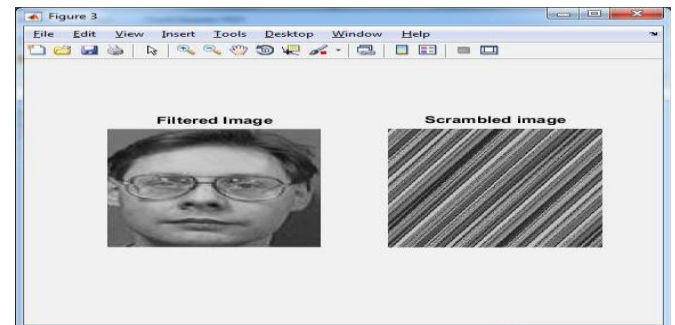 Figure 3
File Edit View Insert Tools Desktop Window Help
Filtered Image
Scrambled image